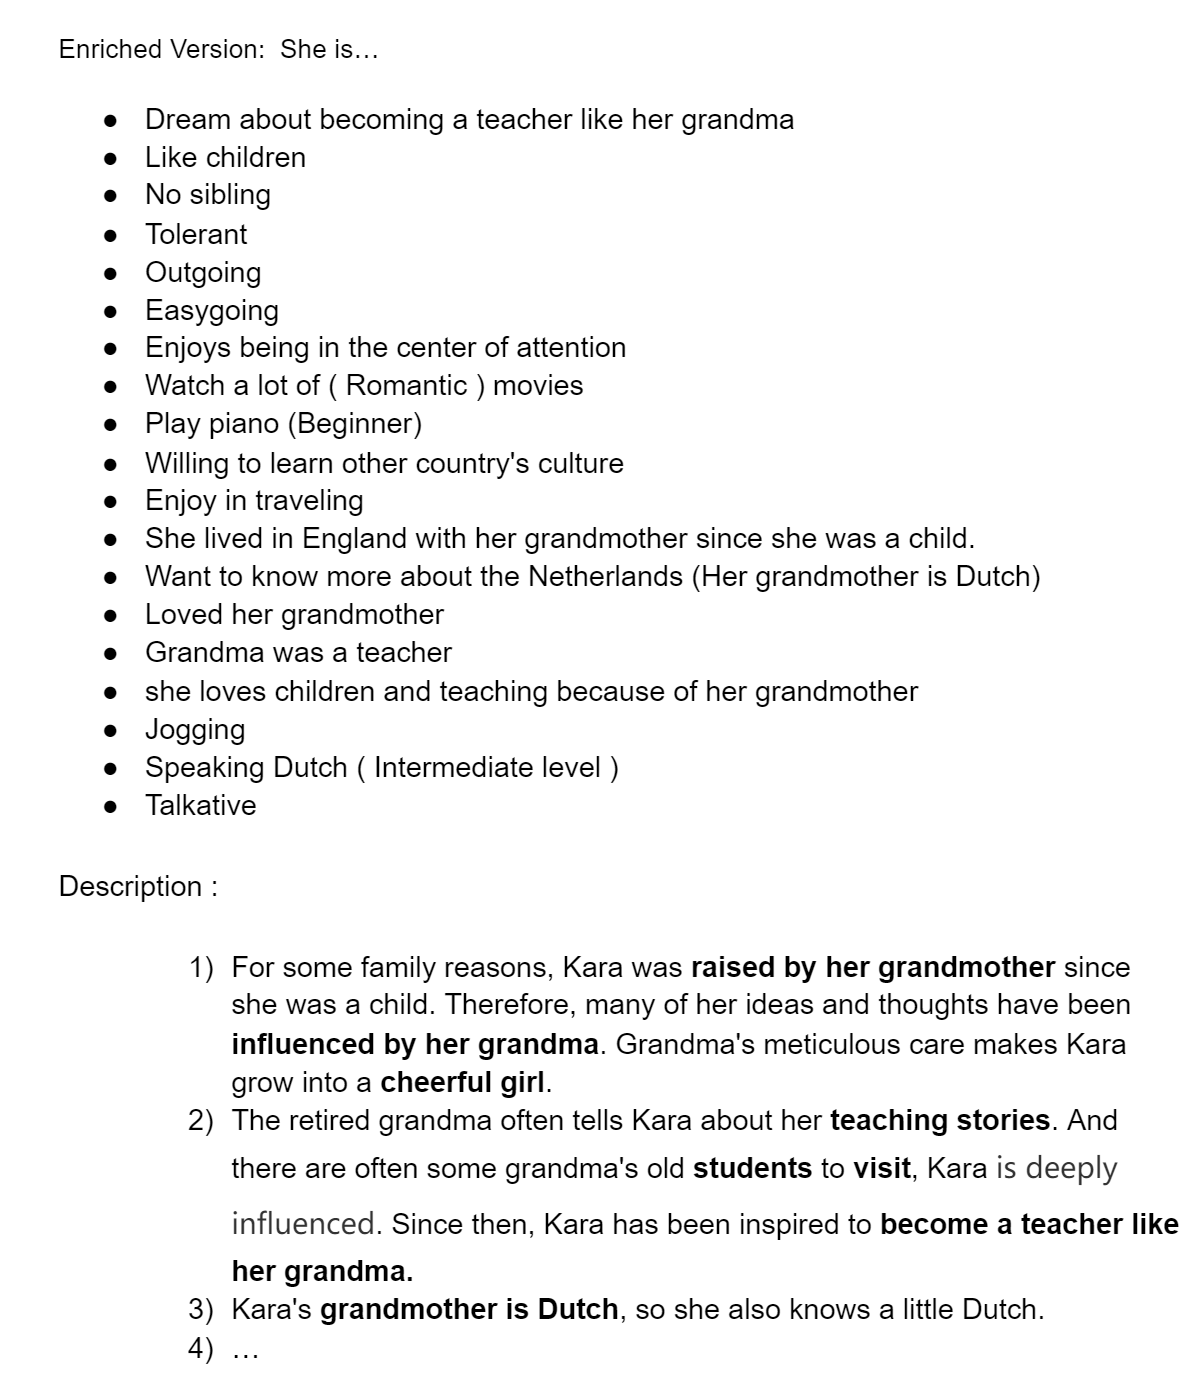 Enriched Version:  She is...
● Dream about becoming a teacher like her grandma
● Like children
● No sibling
● Tolerant
● Outgoing
● Easygoing
● Enjoys being in the center of attention
● Watch a lot of ( Romantic ) movies
● Play piano (Beginner)
● Willing to learn other country's culture
● Enjoy in traveling
● She lived in England with her grandmother since she was a child.
● Want to know more about the Netherlands (Her grandmother is Dutch)
● Loved her grandmother
● Grandma was a teacher
● she loves children and teaching because of her grandmother
● Jogging
● Speaking Dutch ( Intermediate level )
● Talkative
Description :
1) For some family reasons, Kara was raised by her grandmother since
she was a child. Therefore, many of her ideas and thoughts have been
influenced by her grandma. Grandma's meticulous care makes Kara
grow into a cheerful girl.
2) The retired grandma often tells Kara about her teaching stories. And
there are often some grandma's old students to visit, Kara is deeply
influenced. Since then, Kara has been inspired to become a teacher like
her grandma.
3) Kara's grandmother is Dutch, so she also knows a little Dutch.
4) ...